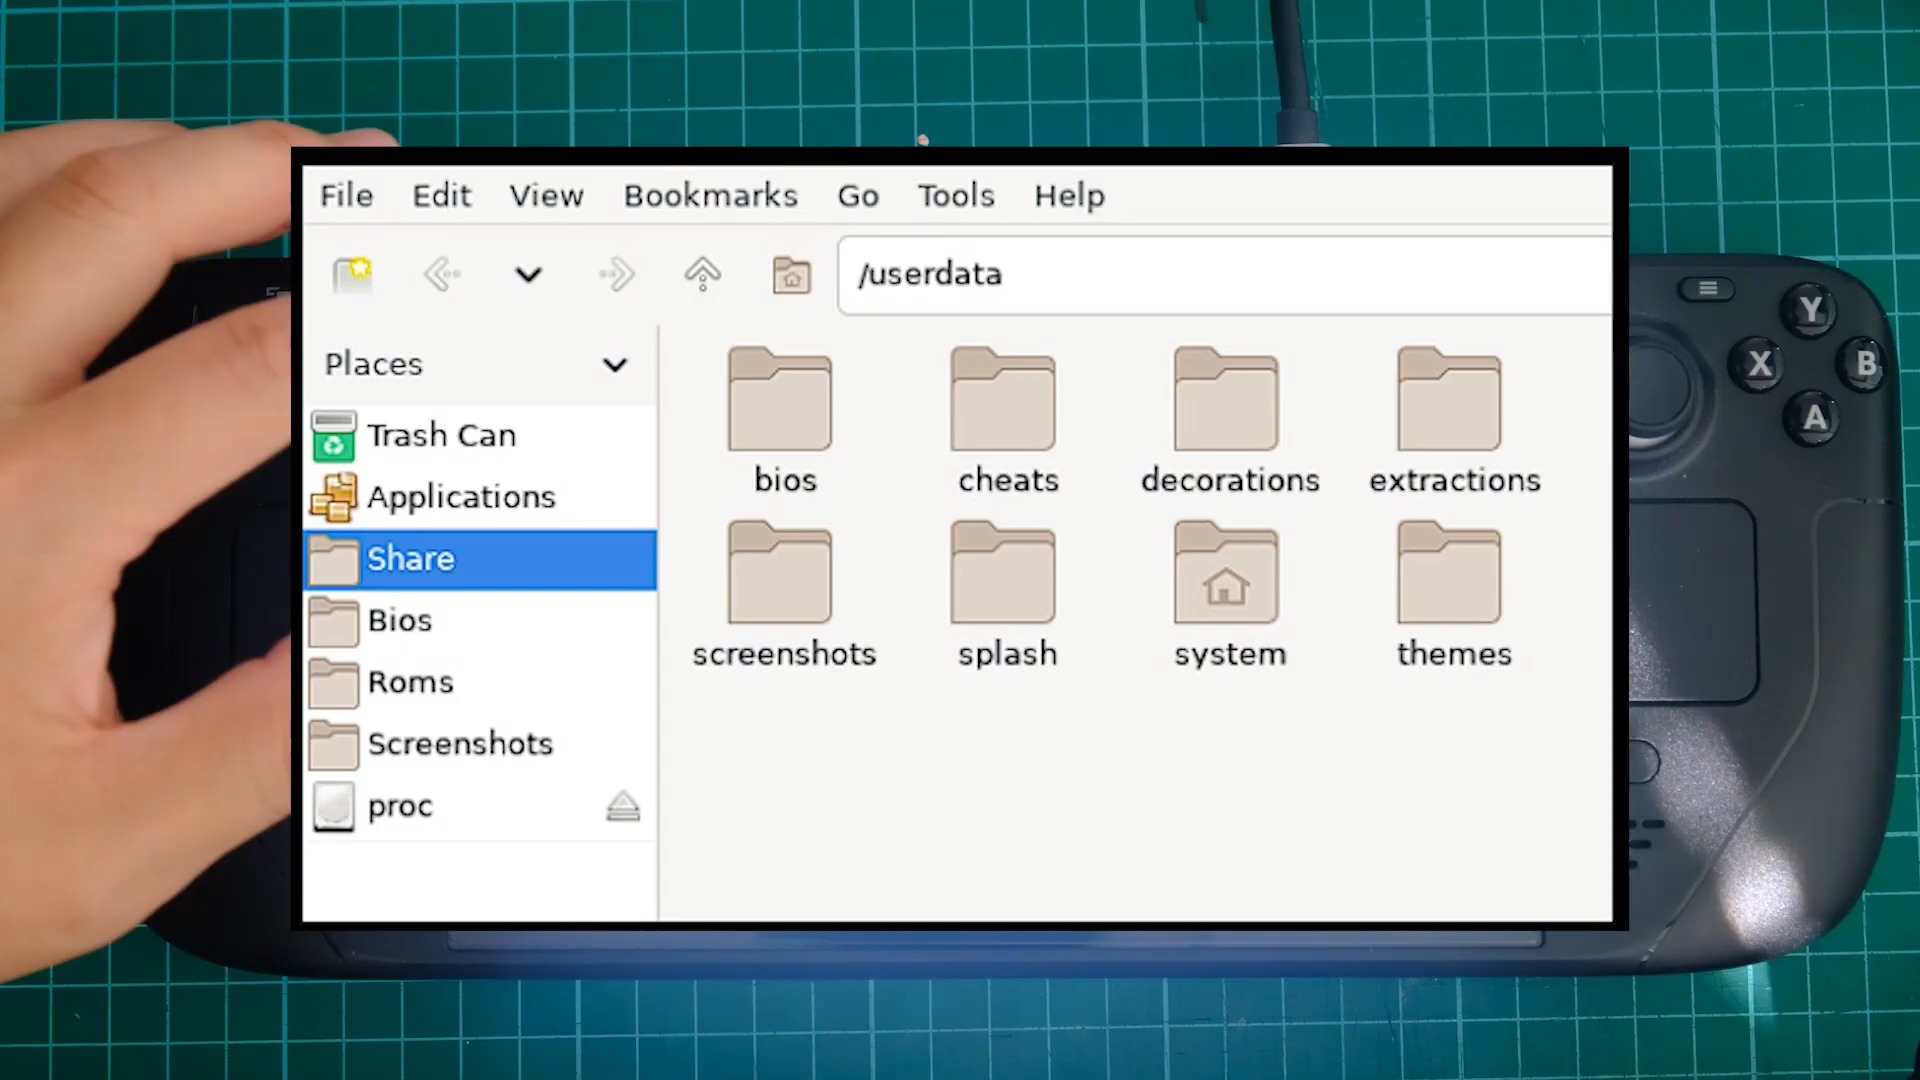 File Edit View Bookmarks Go Tools Help
/userdata
Places
Trash Can
Applications
Share
Bios
Roms
Screenshots
proc
bios cheats decorations extractions
screenshots splash system themes
Y
X B
A